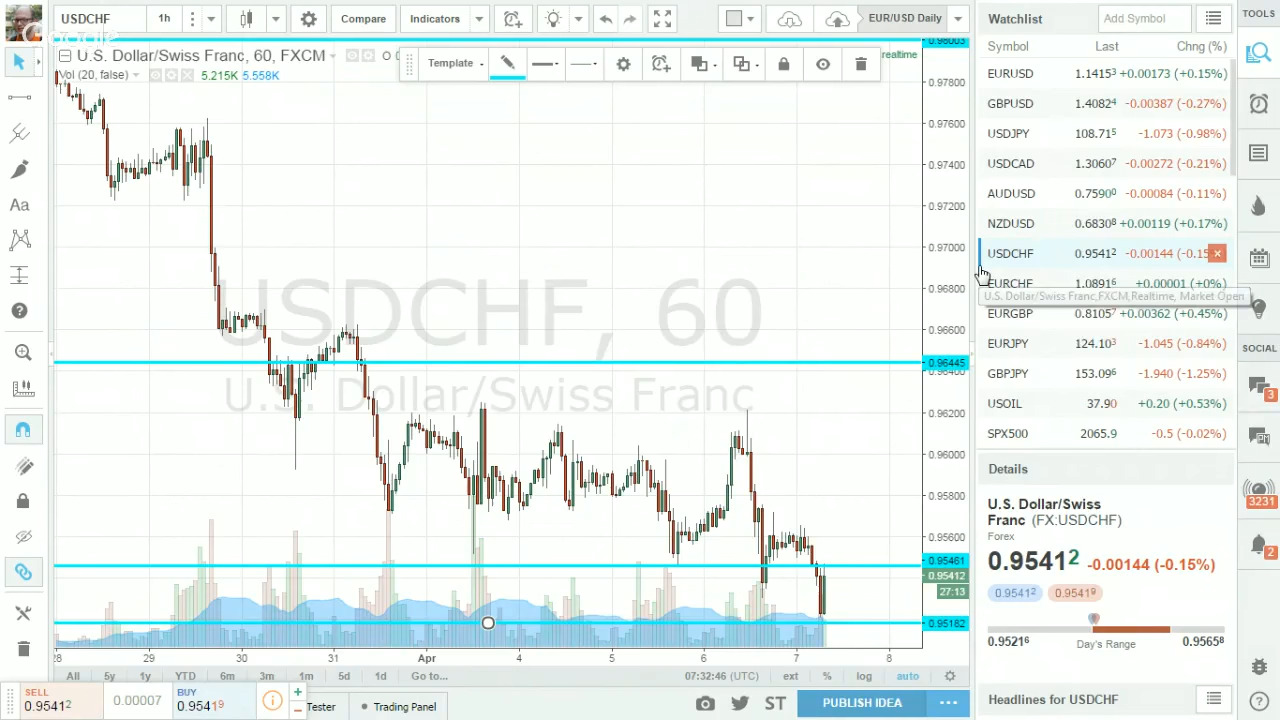 USDCHF 1h Compare Indicators EUR/USD Daily
Watchlist Add Symbol TOOLS
U.S. Dollar/Swiss Franc, 60, FXCM
Template
realtime
Vol (20, false) 5.215K 5.558K
Symbol Last Chng (%)
EURUSD 1.1415³ +0.00173 (+0.15%)
GBPUSD 1.4082⁴ -0.00387 (-0.27%)
USDJPY 108.71⁵ -1.073 (-0.98%)
USDCAD 1.3060⁷ -0.00272 (-0.21%)
AUDUSD 0.7590⁰ -0.00084 (-0.11%)
NZDUSD 0.6830⁸ +0.00119 (+0.17%)
USDCHF 0.9541² -0.00144 (-0.15
EURCHF 1.0891⁶ +0.00001 (+0%)
U.S. Dollar/Swiss Franc,FXCM,Realtime, Market Open
EURGBP 0.8105⁷ +0.00362 (+0.45%)
EURJPY 124.10³ -1.045 (-0.84%)
GBPJPY 153.09⁶ -1.940 (-1.25%)
USOIL 37.90 +0.20 (+0.53%)
SPX500 2065.9 -0.5 (-0.02%)
SOCIAL
3
3231
2
Details
U.S. Dollar/Swiss
Franc (FX:USDCHF)
Forex
0.9541² -0.00144 (-0.15%)
0.9541² 0.9541⁹
0.9521⁶ Day's Range 0.9565⁸
Headlines for USDCHF
USDCHF, 60
U.S. Dollar/Swiss Franc
0.98003
0.97800
0.97600
0.97400
0.97200
0.97000
0.96800
0.96600
0.96445
0.96400
0.96200
0.96000
0.95800
0.95600
0.95461
0.95412
27:13
0.95182
28 29 30 31 Apr 4 5 6 7 8
All 5y 1y YTD 6m 3m 1m 5d 1d Go to... 07:32:46 (UTC) ext % log auto
SELL
0.9541²
0.00007
BUY
0.9541⁹
Tester Trading Panel ST PUBLISH IDEA
Aa
Google